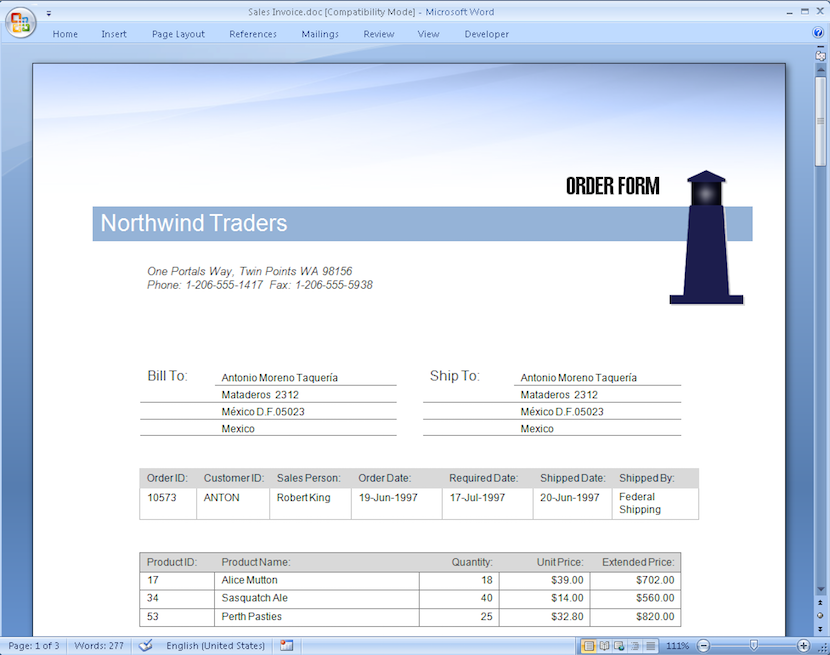 Sales Invoice.doc [Compatibility Mode] - Microsoft Word
Home Insert Page Layout References Mailings Review View Developer
ORDER FORM
Northwind Traders
One Portals Way, Twin Points WA 98156
Phone: 1-206-555-1417 Fax: 1-206-555-5938
Bill To: Antonio Moreno Taquería Ship To: Antonio Moreno Taquería
Mataderos 2312 Mataderos 2312
México D.F.05023 México D.F.05023
Mexico Mexico
Order ID: Customer ID: Sales Person: Order Date: Required Date: Shipped Date: Shipped By:
10573 ANTON Robert King 19-Jun-1997 17-Jul-1997 20-Jun-1997 Federal
Shipping
Product ID: Product Name: Quantity: Unit Price: Extended Price:
17 Alice Mutton 18 $39.00 $702.00
34 Sasquatch Ale 40 $14.00 $560.00
53 Perth Pasties 25 $32.80 $820.00
Page: 1 of 3 Words: 277 English (United States) 111%